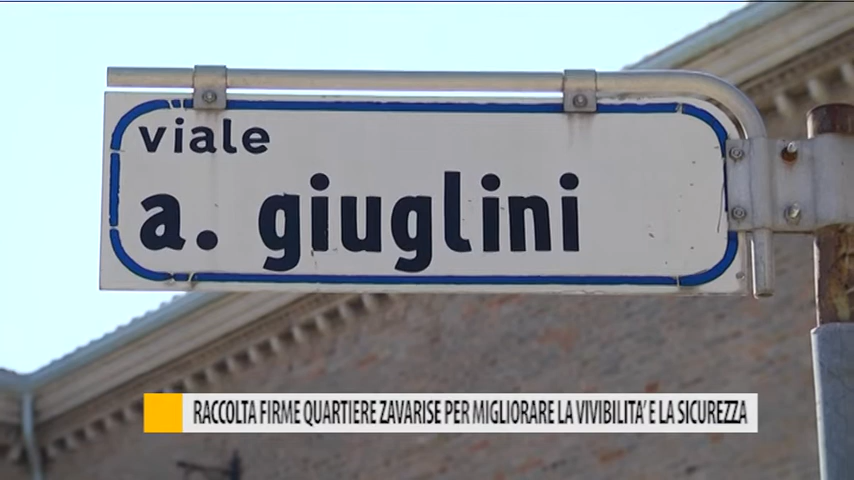 viale
a. giuglini
RACCOLTA FIRME QUARTIERE ZAVARISE PER MIGLIORARE LA VIVIBILITA' E LA SICUREZZA